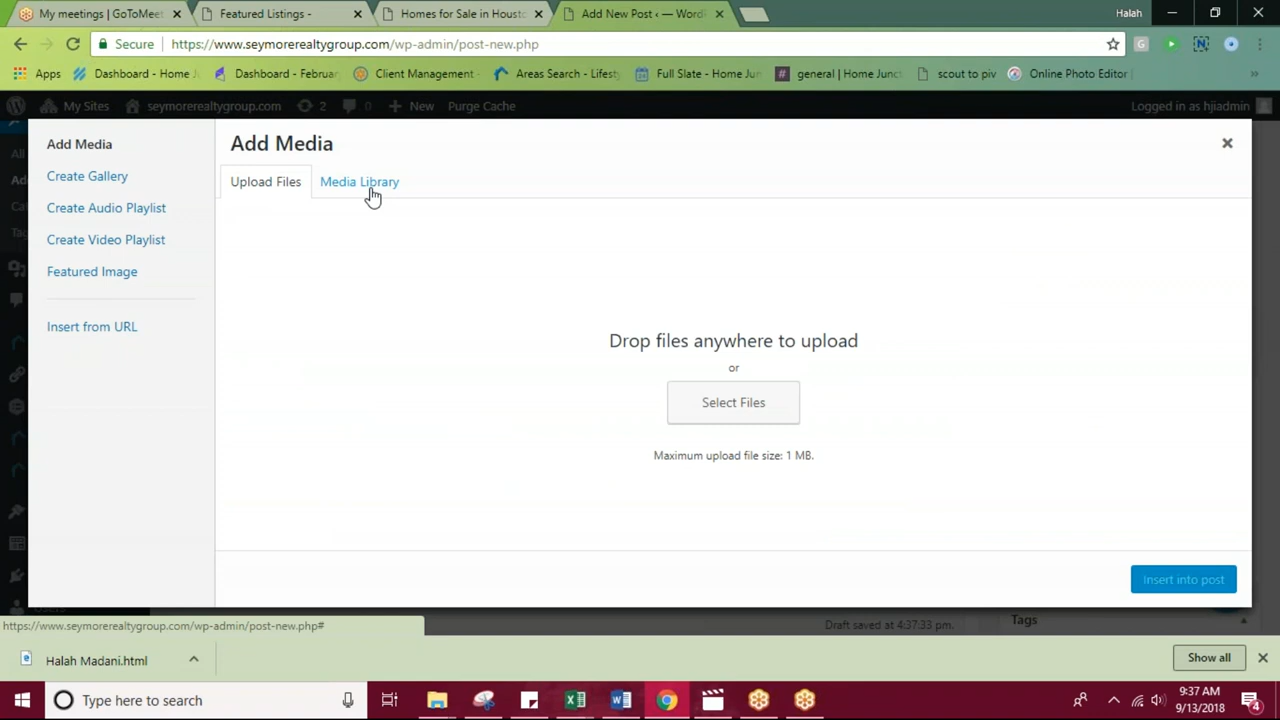 My meetings | GoToMeet
Featured Listings -
Homes for Sale in Houst
Add New Post ‹ — WordP
Halah
Secure
https://www.seymorerealtygroup.com/wp-admin/post-new.php
Apps
Dashboard - Home J
Dashboard - Februar
Client Management -
Areas Search - Lifest
Full Slate - Home Jun
general | Home Junct
scout to piv
Online Photo Editor |
My Sites
seymorerealtygroup.com
2
0
New
Purge Cache
Logged in as hjiadmin
Add Media
Create Gallery
Create Audio Playlist
Create Video Playlist
Featured Image
Insert from URL
Add Media
Upload Files
Media Library
Drop files anywhere to upload
or
Select Files
Maximum upload file size: 1 MB.
Insert into post
https://www.seymorerealtygroup.com/wp-admin/post-new.php#
Draft saved at 4:37:33 pm.
Tags
Halah Madani.html
Show all
Type here to search
9:37 AM
9/13/2018
4